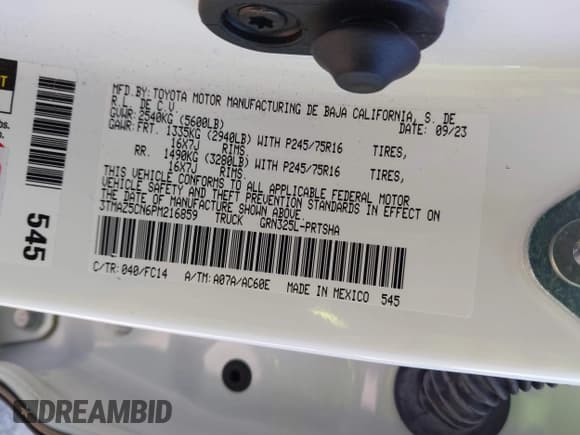 MFD.BY:TOYOTA MOTOR MANUFACTURING DE BAJA CALIFORNIA, S. DE
R.L. DE C.V. DATE: 09/23
GVWR:2540KG (5600LB)
GAWR:FRT. 1335KG (2940LB) WITH P245/75R16 TIRES,
16X7J RIMS.
RR. 1490KG (3280LB) WITH P245/75R16 TIRES,
16X7J RIMS.
THIS VEHICLE CONFORMS TO ALL APPLICABLE FEDERAL MOTOR
VEHICLE SAFETY AND THEFT PREVENTION STANDARDS IN EFFECT ON
THE DATE OF MANUFACTURE SHOWN ABOVE.
3TMAZ5CN6PM216859 TRUCK GRN325L-PRTSHA
C/TR: 040/FC14 A/TM: A07A/AC60E MADE IN MEXICO 545
545
DREAMBID